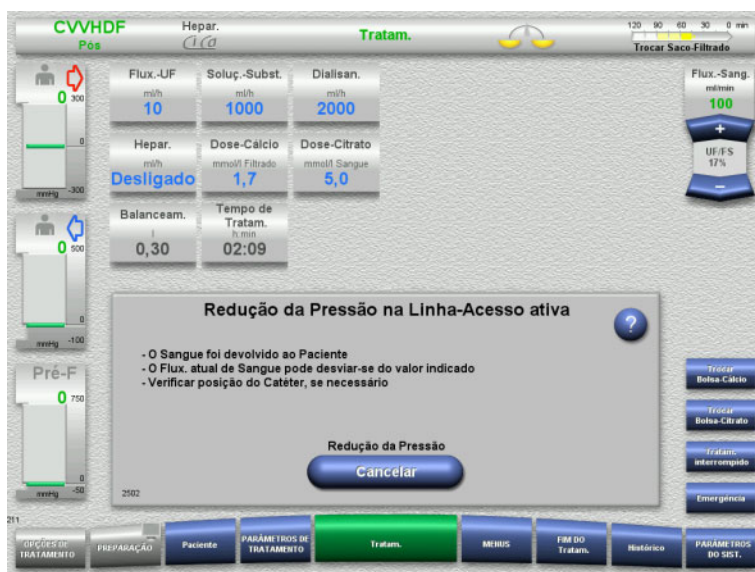 CVVHDF
Pós
Hepar.
Tratam.
120 90 60 30 0 min
Trocar Saco-Filtrado
0
300
0
-300
mmHg
Flux.-UF
ml/h
10
Soluç.-Subst.
ml/h
1000
Dialisan.
ml/h
2000
Hepar.
ml/h
Desligado
Dose-Cálcio
mmol/l Filtrado
1,7
Dose-Citrato
mmol/l Sangue
5,0
Balanceam.
l
0,30
Tempo de
Tratam.
h:min
02:09
Flux.-Sang.
ml/min
100
+
UF/FS
17%
−
0
500
0
-100
mmHg
Pré-F
0
750
0
-50
mmHg
Redução da Pressão na Linha-Acesso ativa
?
- O Sangue foi devolvido ao Paciente
- O Flux. atual de Sangue pode desviar-se do valor indicado
- Verificar posição do Catéter, se necessário
Redução da Pressão
Cancelar
2502
Trocar
Bolsa-Cálcio
Trocar
Bolsa-Citrato
Tratam.
interrompido
Emergência
211
OPÇÕES DE
TRATAMENTO
PREPARAÇÃO
Paciente
PARÂMETROS DE
TRATAMENTO
Tratam.
MENUS
FIM DO
Tratam.
Histórico
PARÂMETROS
DO SIST.